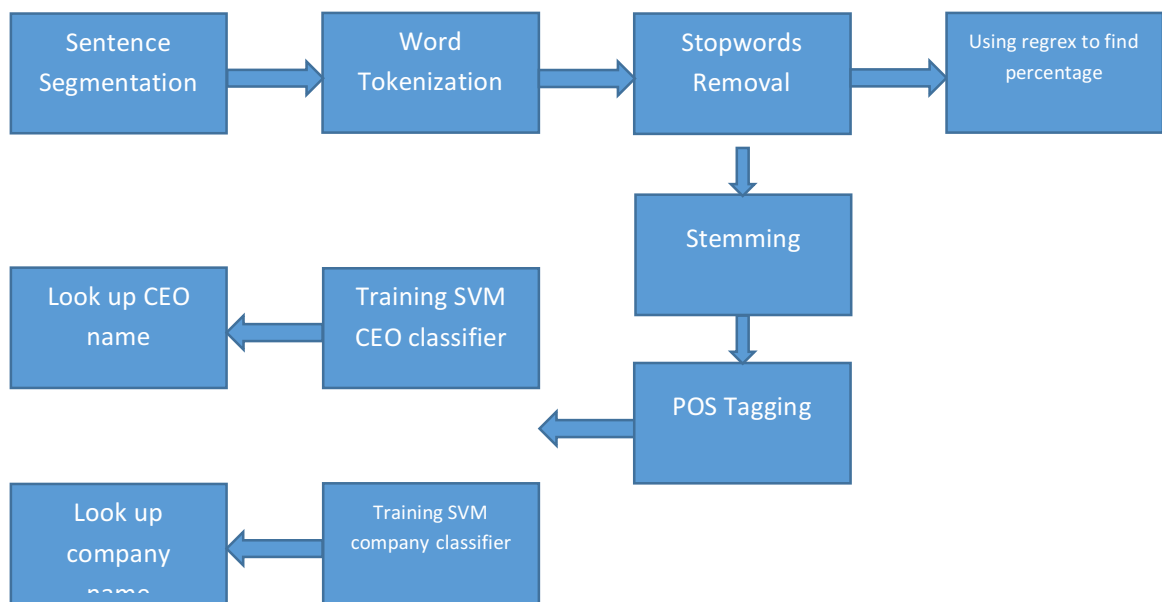 Sentence
Segmentation
Word
Tokenization
Stopwords
Removal
Using regrex to find
percentage
Stemming
Look up CEO
name
Training SVM
CEO classifier
POS Tagging
Look up
company
name
Training SVM
company classifier